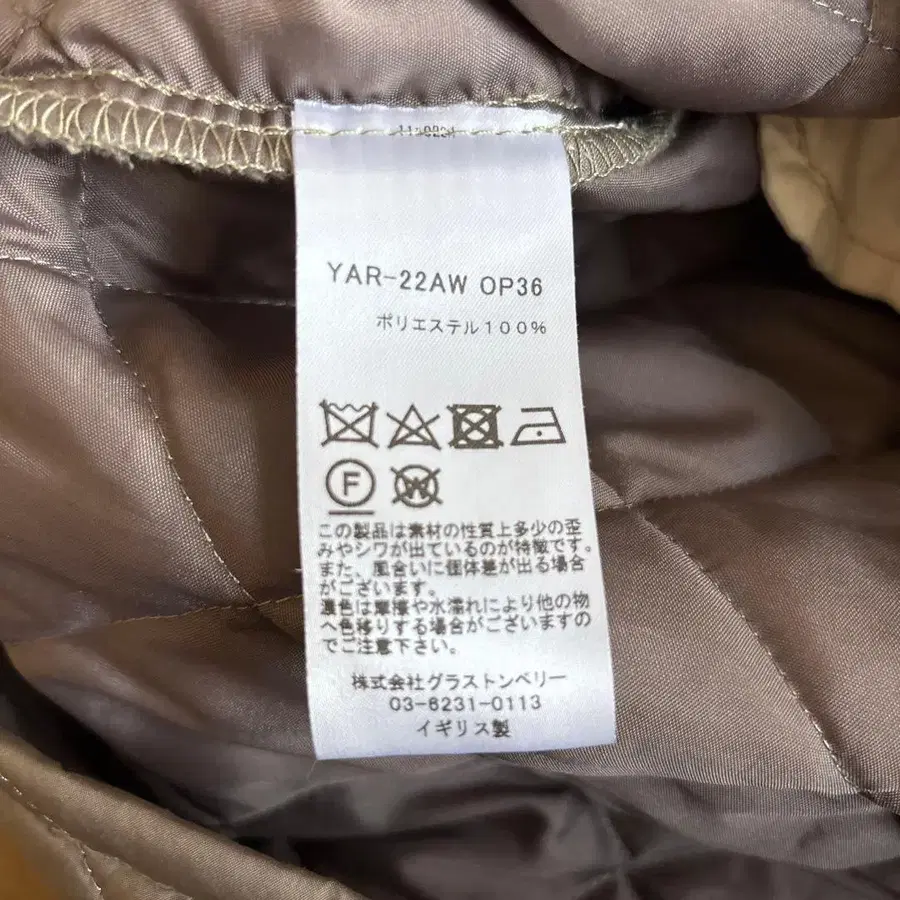 YAR-22AW OP36
ポリエステル100%
F
W
この製品は素材の性質上多少の歪
みやシワが出ているのが特徴です。
また、風合いに個体差が出る場合
がございます。
濃色は摩擦や水濡れにより他の物
へ色移りする場合がございますの
でご注意下さい。
株式会社グラストンベリー
03-6231-0113
イギリス製